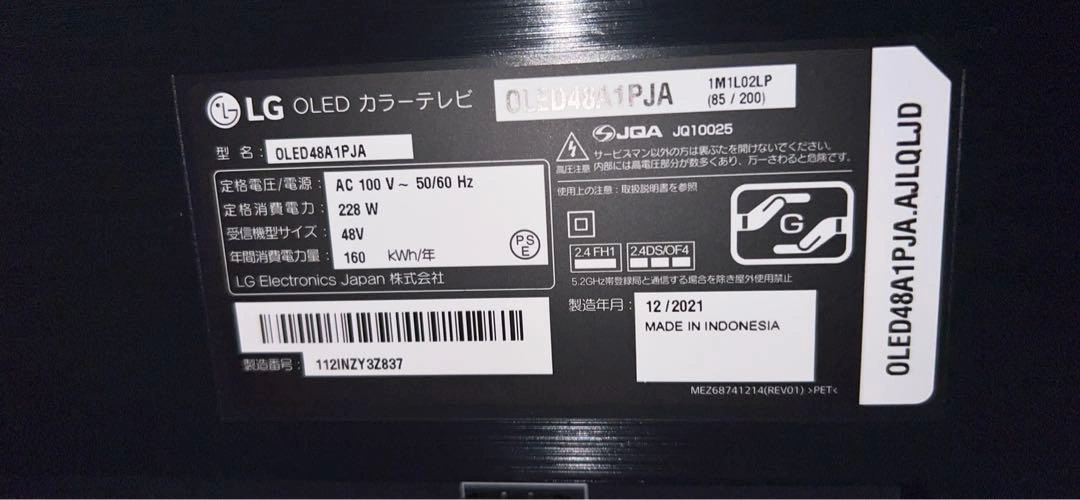 LG OLED カラーテレビ
OLED48A1PJA
1M1L02LP
(85 / 200)
型 名 : OLED48A1PJA
定格電圧/電源 : AC 100 V ~ 50/60 Hz
定格消費電力 : 228 W
受信機型サイズ : 48V
年間消費電力量 : 160 kWh/年
PS
E
LG Electronics Japan 株式会社
製造番号 : 112INZY3Z837
JQA JQ10025
高圧注意
サービスマン以外の方は裏ぶたを開けないでください。
内部には高電圧部分が数多くあり、万一さわると危険です。
使用上の注意 : 取扱説明書を参照
G
2.4 FH1
2.4DS/OF4
5.2GHz帯登録局と通信する場合を除き屋外使用禁止
製造年月 : 12 / 2021
MADE IN INDONESIA
MEZ68741214(REV01) >PET<
OLED48A1PJA.AJLQLJD